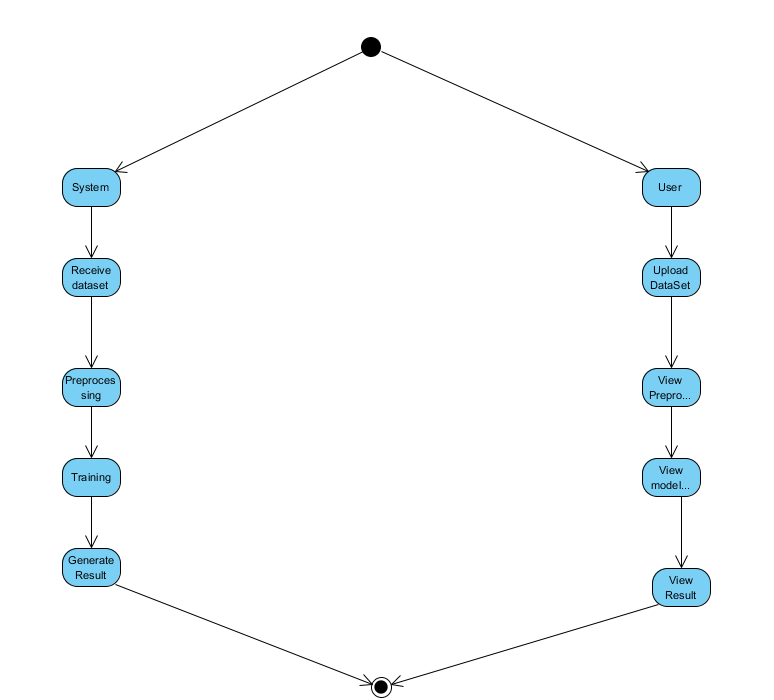 System
User
Receive
dataset
Upload
DataSet
Preproces
sing
View
Prepro...
Training
View
model...
Generate
Result
View
Result